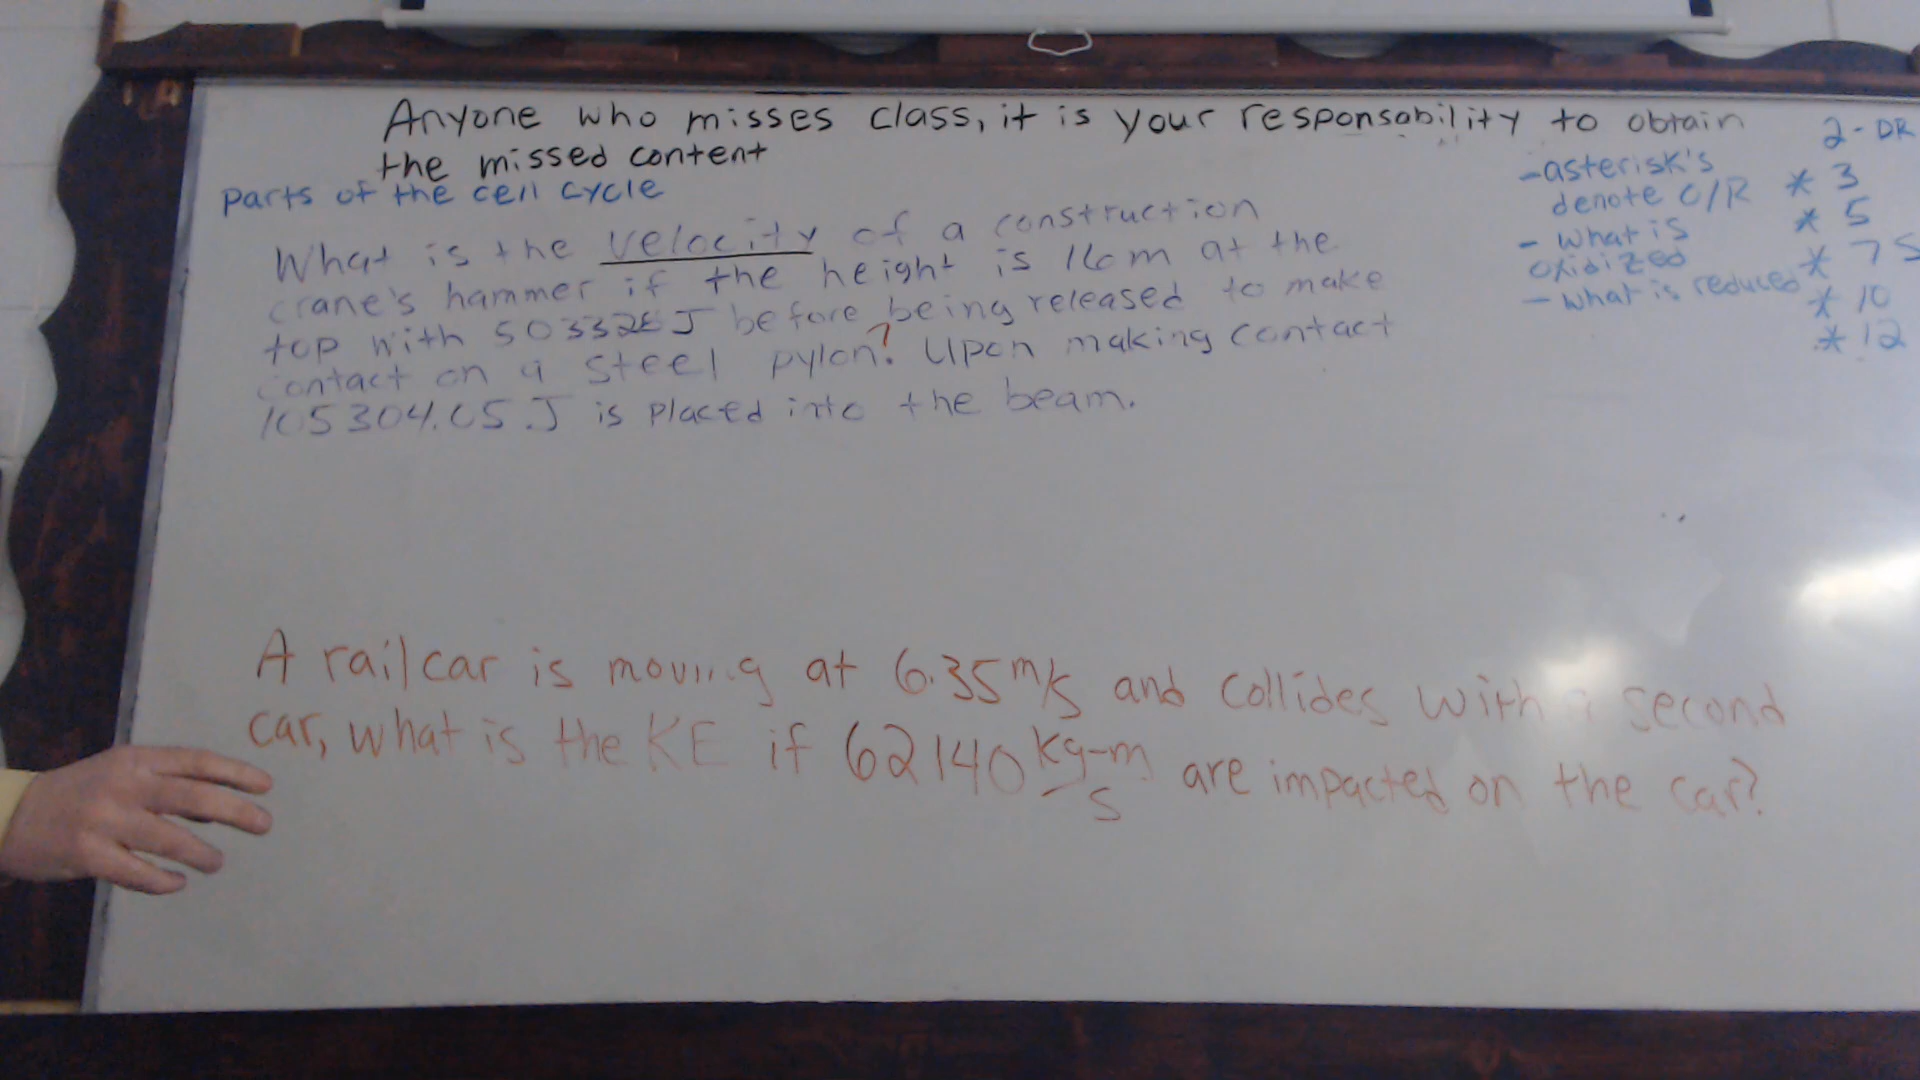 Anyone who misses class, it is your responsability to obtain
the missed content
Parts of the cell cycle
What is the velocity of a construction
crane's hammer if the height is 16m at the
top with J before being released to make
contact on a steel pylon? Upon making contact
105304.05 J is placed into the beam.
2-DR
-asterisk's
denote O/R
- what is
oxidized
- what is reduced
* 3
* 5
* 7 S
* 10
* 12
A railcar is moving at 6.35 m/s and collides with second
car, what is the KE if 62140 kg-m/s are impacted on the car?